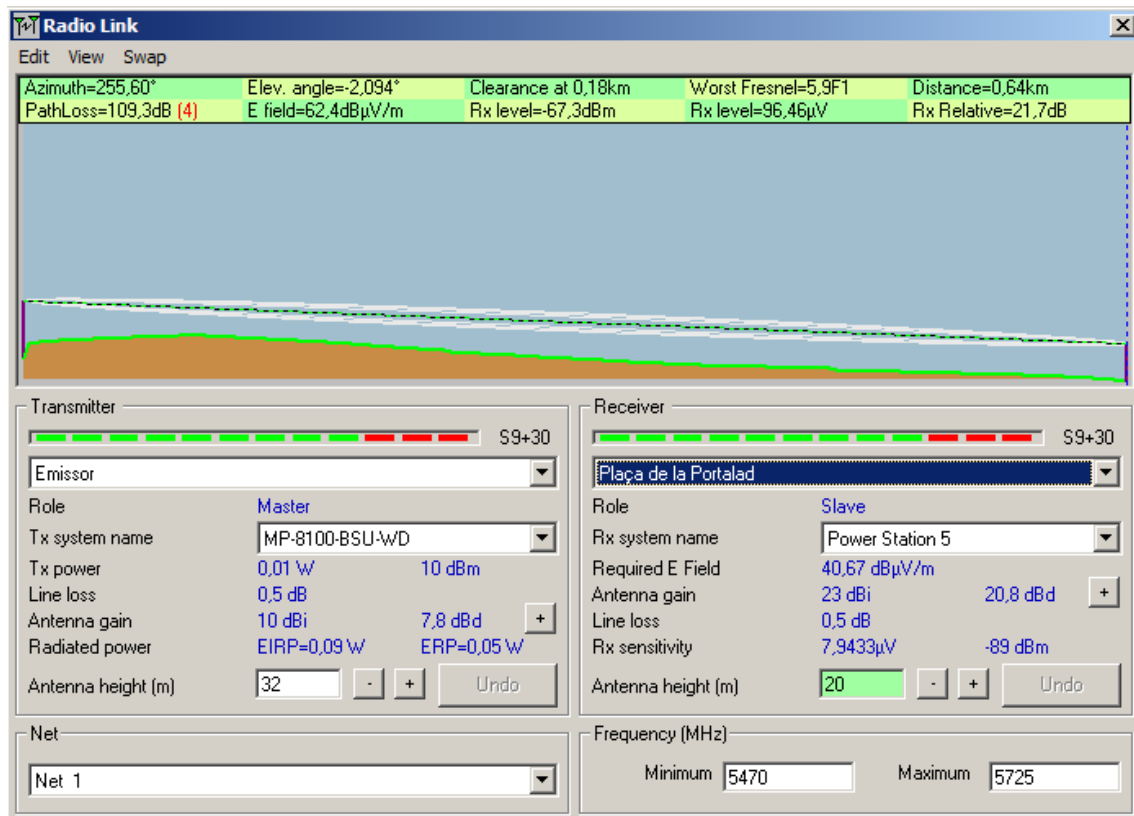 Radio Link
Edit View Swap
Azimuth=255,60° Elev. angle=-2,094° Clearance at 0,18km Worst Fresnel=5,9F1 Distance=0,64km
PathLoss=109,3dB (4) E field=62,4dBµV/m Rx level=-67,3dBm Rx level=96,46µV Rx Relative=21,7dB
Transmitter
S9+30
Emissor
Role Master
Tx system name MP-8100-BSU-WD
Tx power 0,01 W 10 dBm
Line loss 0,5 dB
Antenna gain 10 dBi 7,8 dBd +
Radiated power EIRP=0,09 W ERP=0,05 W
Antenna height (m) 32 - + Undo
Receiver
S9+30
Plaça de la Portalad
Role Slave
Rx system name Power Station 5
Required E Field 40,67 dBµV/m
Antenna gain 23 dBi 20,8 dBd +
Line loss 0,5 dB
Rx sensitivity 7,9433µV -89 dBm
Antenna height (m) 20 - + Undo
Net
Net 1
Frequency (MHz)
Minimum 5470 Maximum 5725